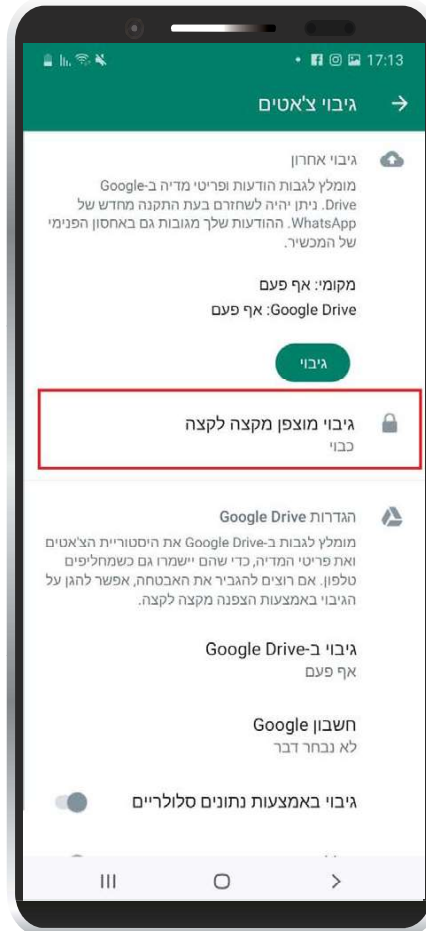 17:13
גיבוי צ'אטים
גיבוי אחרון
מומלץ לגבות הודעות ופריטי מדיה ב-Google
Drive. ניתן יהיה לשחזרם בעת התקנה מחדש של
WhatsApp. ההודעות שלך מגובות גם באחסון הפנימי
של המכשיר.
מקומי: אף פעם
Google Drive: אף פעם
גיבוי
גיבוי מוצפן מקצה לקצה
כבוי
הגדרות Google Drive
מומלץ לגבות ב-Google Drive את היסטוריית הצ'אטים
ואת פריטי המדיה, כדי שהם יישמרו גם כשמחליפים
טלפון. אם רוצים להגביר את האבטחה, אפשר להגן על
הגיבוי באמצעות הצפנה מקצה לקצה.
גיבוי ב-Google Drive
אף פעם
חשבון Google
לא נבחר דבר
גיבוי באמצעות נתונים סלולריים